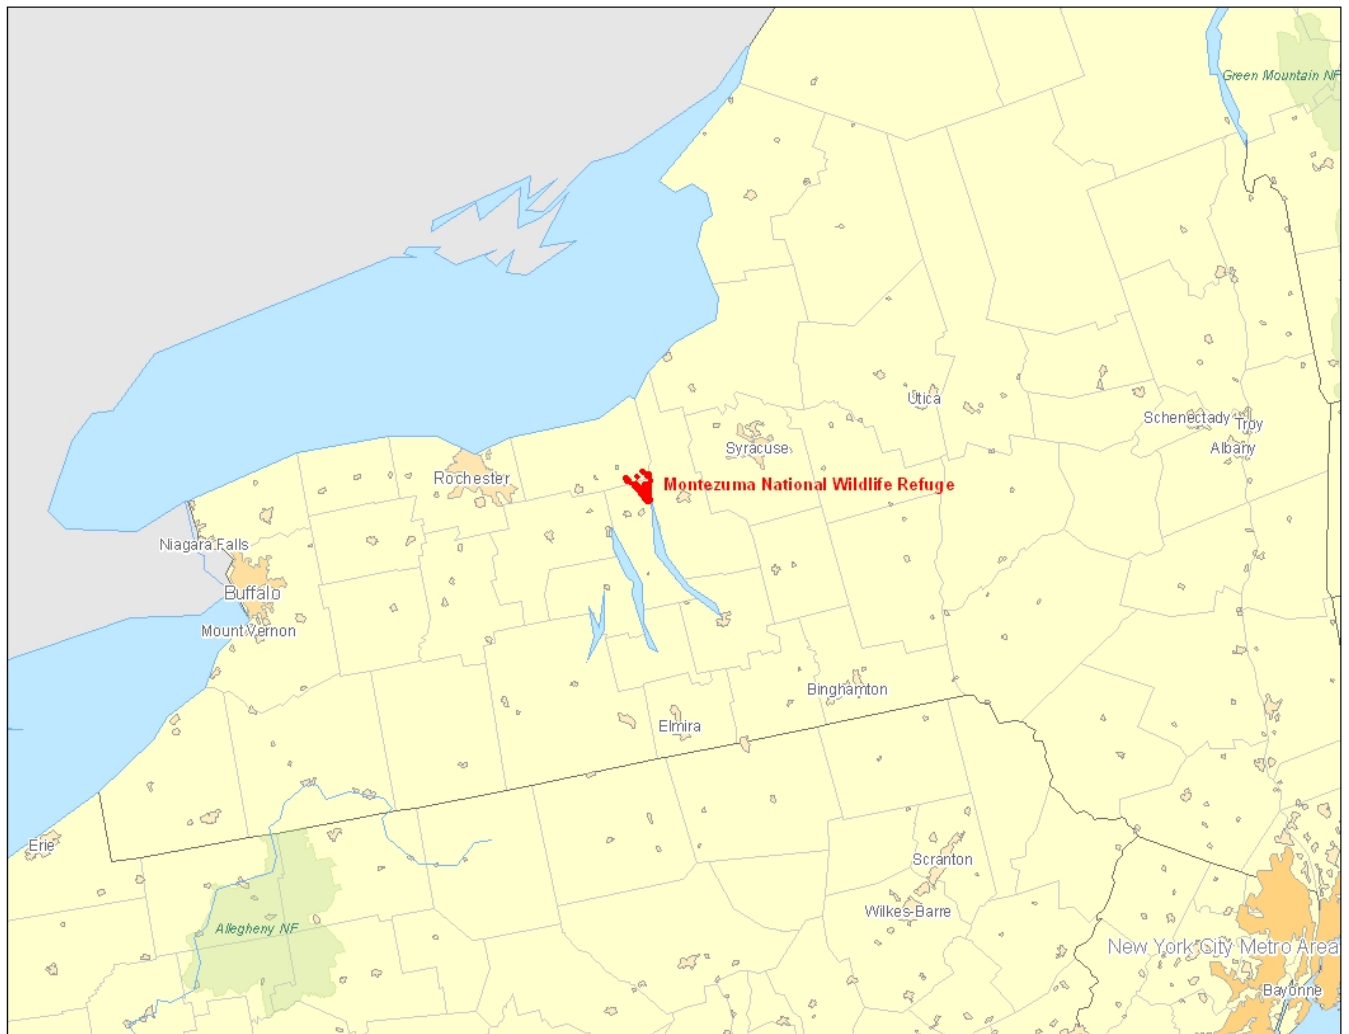 Green Mountain NF
Utica
Schenectady
Troy
Syracuse
Albany
Rochester
Montezuma National Wildlife Refuge
Niagara Falls
Buffalo
Mount Vernon
Binghamton
Elmira
Erie
Scranton
Wilkes-Barre
Allegheny NF
New York City Metro Area
Bayonne